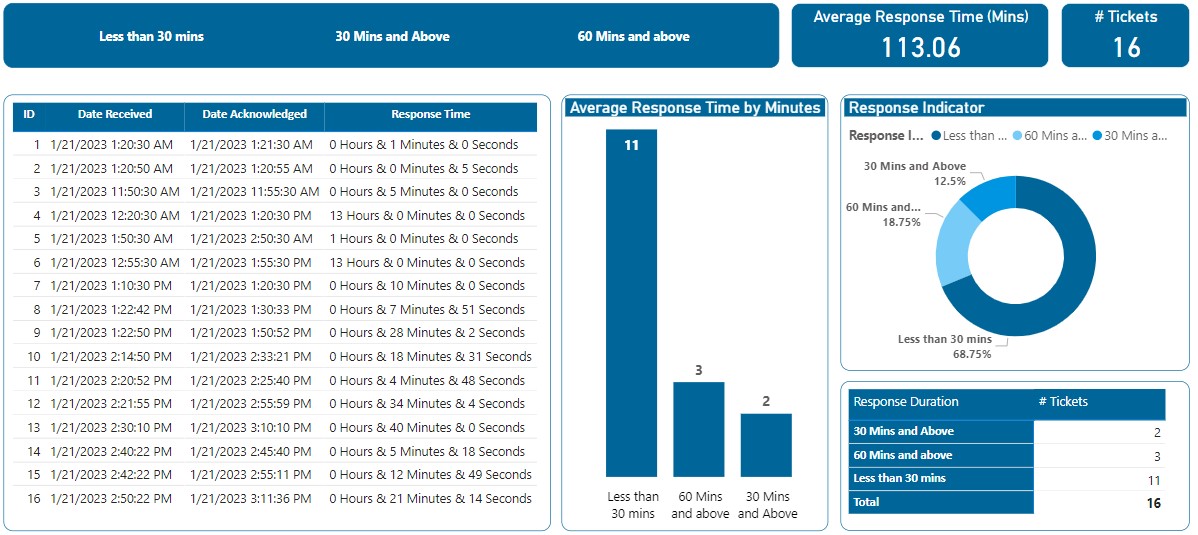 Less than 30 mins 30 Mins and Above 60 Mins and above
Average Response Time (Mins)
113.06
# Tickets
16
ID Date Received Date Acknowledged Response Time
1 1/21/2023 1:20:30 AM 1/21/2023 1:21:30 AM 0 Hours & 1 Minutes & 0 Seconds
2 1/21/2023 1:20:50 AM 1/21/2023 1:20:55 AM 0 Hours & 0 Minutes & 5 Seconds
3 1/21/2023 11:50:30 AM 1/21/2023 11:55:30 AM 0 Hours & 5 Minutes & 0 Seconds
4 1/21/2023 12:20:30 AM 1/21/2023 1:20:30 PM 13 Hours & 0 Minutes & 0 Seconds
5 1/21/2023 1:50:30 AM 1/21/2023 2:50:30 AM 1 Hours & 0 Minutes & 0 Seconds
6 1/21/2023 12:55:30 AM 1/21/2023 1:55:30 PM 13 Hours & 0 Minutes & 0 Seconds
7 1/21/2023 1:10:30 PM 1/21/2023 1:20:30 PM 0 Hours & 10 Minutes & 0 Seconds
8 1/21/2023 1:22:42 PM 1/21/2023 1:30:33 PM 0 Hours & 7 Minutes & 51 Seconds
9 1/21/2023 1:22:50 PM 1/21/2023 1:50:52 PM 0 Hours & 28 Minutes & 2 Seconds
10 1/21/2023 2:14:50 PM 1/21/2023 2:33:21 PM 0 Hours & 18 Minutes & 31 Seconds
11 1/21/2023 2:20:52 PM 1/21/2023 2:25:40 PM 0 Hours & 4 Minutes & 48 Seconds
12 1/21/2023 2:21:55 PM 1/21/2023 2:55:59 PM 0 Hours & 34 Minutes & 4 Seconds
13 1/21/2023 2:30:10 PM 1/21/2023 3:10:10 PM 0 Hours & 40 Minutes & 0 Seconds
14 1/21/2023 2:40:22 PM 1/21/2023 2:45:40 PM 0 Hours & 5 Minutes & 18 Seconds
15 1/21/2023 2:42:22 PM 1/21/2023 2:55:11 PM 0 Hours & 12 Minutes & 49 Seconds
16 1/21/2023 2:50:22 PM 1/21/2023 3:11:36 PM 0 Hours & 21 Minutes & 14 Seconds
Average Response Time by Minutes
11
3
2
Less than
30 mins
60 Mins
and above
30 Mins
and Above
Response Indicator
Response I... Less than ... 60 Mins a... 30 Mins a...
30 Mins and Above
12.5%
60 Mins and...
18.75%
Less than 30 mins
68.75%
Response Duration # Tickets
30 Mins and Above 2
60 Mins and above 3
Less than 30 mins 11
Total 16